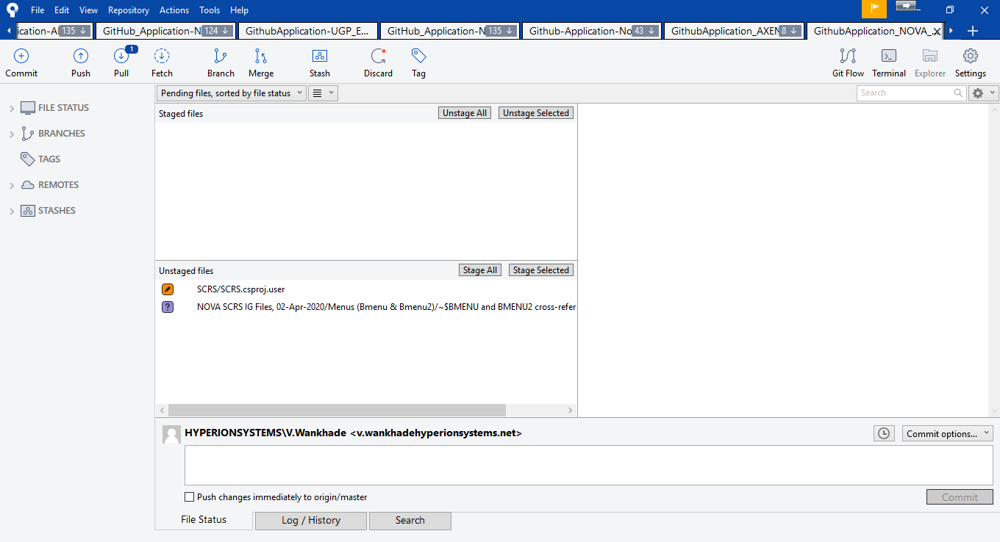 File Edit View Repository Actions Tools Help
ication-A 135 GitHub_Application-N 124 GithubApplication-UGP_E... GitHub_Application-N 135 Github-Application-No 43 GithubApplication_AXEN 8 GithubApplication_NOVA_
1
Commit Push Pull Fetch Branch Merge Stash Discard Tag Git Flow Terminal Explorer Settings
Pending files, sorted by file status Search
FILE STATUS
BRANCHES
TAGS
REMOTES
STASHES
Staged files Unstage All Unstage Selected
Unstaged files Stage All Stage Selected
SCRS/SCRS.csproj.user
? NOVA SCRS IG Files, 02-Apr-2020/Menus (Bmenu & Bmenu2)/~$BMENU and BMENU2 cross-refer
HYPERIONSYSTEMS\V.Wankhade <v.wankhadehyperionsystems.net> Commit options...
Push changes immediately to origin/master Commit
File Status Log / History Search